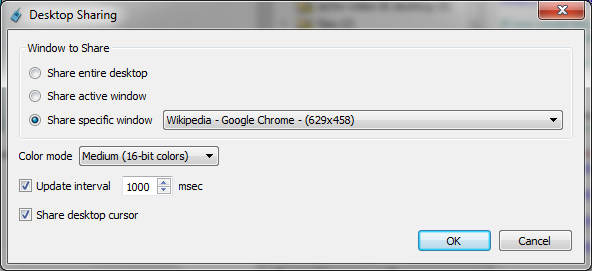 Desktop Sharing
Window to Share
Share entire desktop
Share active window
Share specific window Wikipedia - Google Chrome - (629x458)
Color mode Medium (16-bit colors)
Update interval 1000 msec
Share desktop cursor
OK Cancel